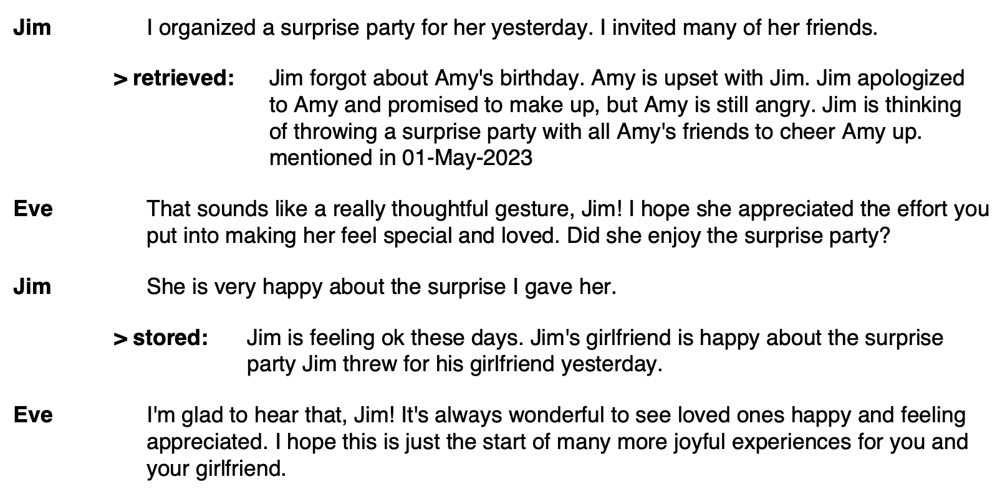 Jim I organized a surprise party for her yesterday. I invited many of her friends.
> retrieved: Jim forgot about Amy's birthday. Amy is upset with Jim. Jim apologized
to Amy and promised to make up, but Amy is still angry. Jim is thinking
of throwing a surprise party with all Amy's friends to cheer Amy up.
mentioned in 01-May-2023
Eve That sounds like a really thoughtful gesture, Jim! I hope she appreciated the effort you
put into making her feel special and loved. Did she enjoy the surprise party?
Jim She is very happy about the surprise I gave her.
> stored: Jim is feeling ok these days. Jim's girlfriend is happy about the surprise
party Jim threw for his girlfriend yesterday.
Eve I'm glad to hear that, Jim! It's always wonderful to see loved ones happy and feeling
appreciated. I hope this is just the start of many more joyful experiences for you and
your girlfriend.